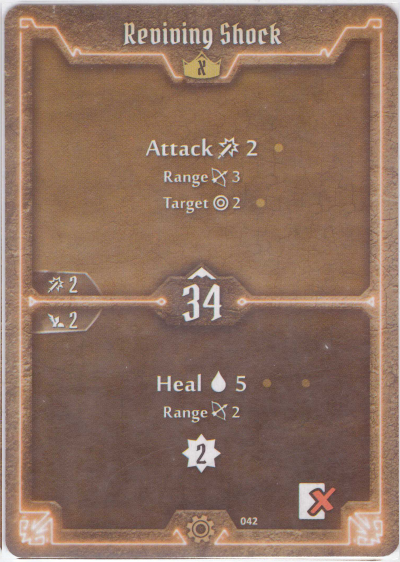 Reviving Shock
X
Attack 2
Range 3
Target 2
2
34
2
Heal 5
Range 2
2
042